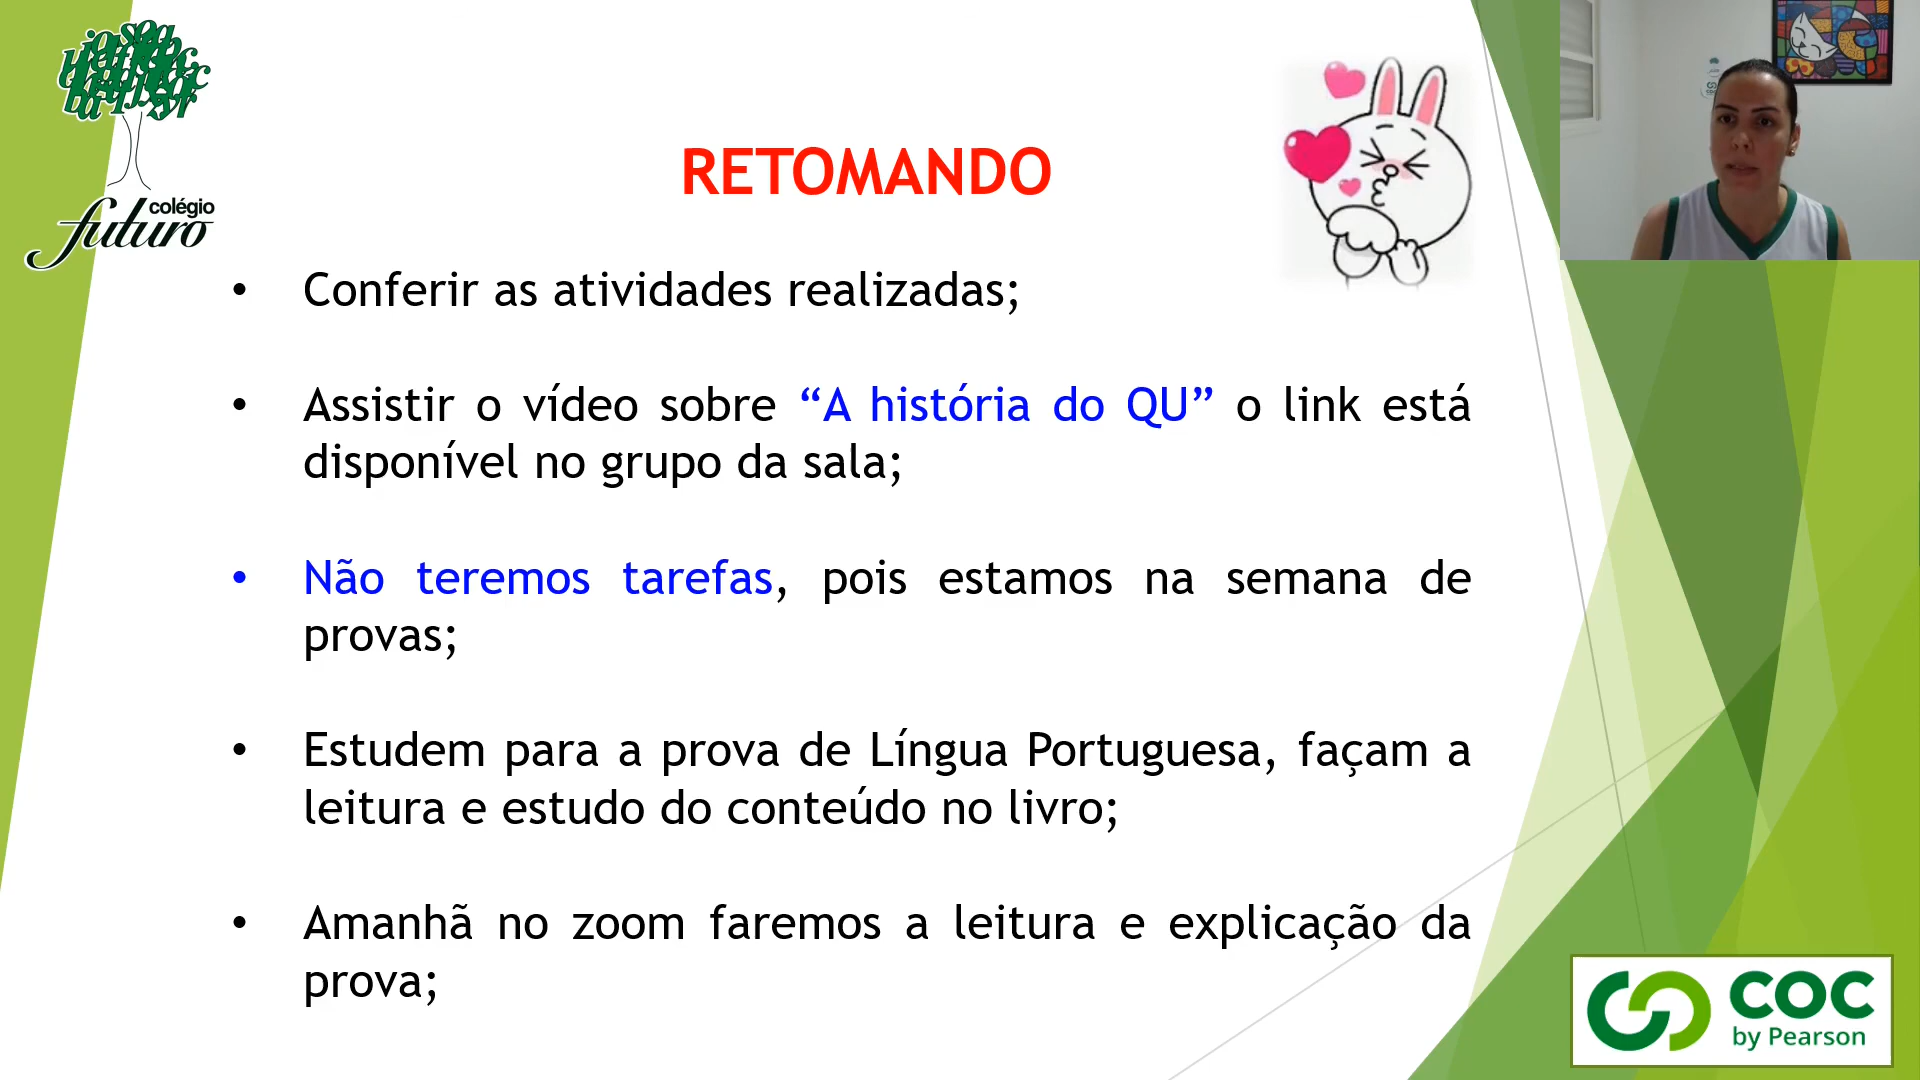 colégio
futuro
RETOMANDO
• Conferir as atividades realizadas;
• Assistir o vídeo sobre “A história do QU” o link está
disponível no grupo da sala;
• Não teremos tarefas, pois estamos na semana de
provas;
• Estudem para a prova de Língua Portuguesa, façam a
leitura e estudo do conteúdo no livro;
• Amanhã no zoom faremos a leitura e explicação da
prova;
COC
by Pearson